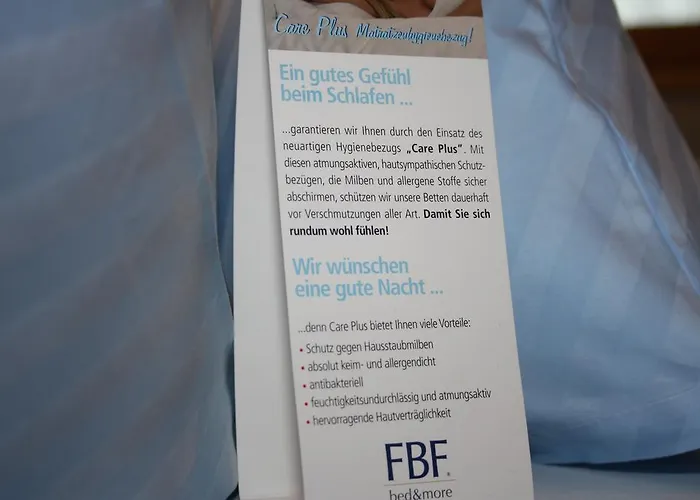 Care Plus Matratzenhygienebezug!
Ein gutes Gefühl
beim Schlafen ...
...garantieren wir Ihnen durch den Einsatz des
neuartigen Hygienebezugs „Care Plus“. Mit
diesen atmungsaktiven, hautsympathischen Schutz-
bezügen, die Milben und allergene Stoffe sicher
abschirmen, schützen wir unsere Betten dauerhaft
vor Verschmutzungen aller Art. Damit Sie sich
rundum wohl fühlen!
Wir wünschen
eine gute Nacht ...
...denn Care Plus bietet Ihnen viele Vorteile:
• Schutz gegen Hausstaubmilben
• absolut keim- und allergendicht
• antibakteriell
• feuchtigkeitsundurchlässig und atmungsaktiv
• hervorragende Hautverträglichkeit
FBF®
bed&more